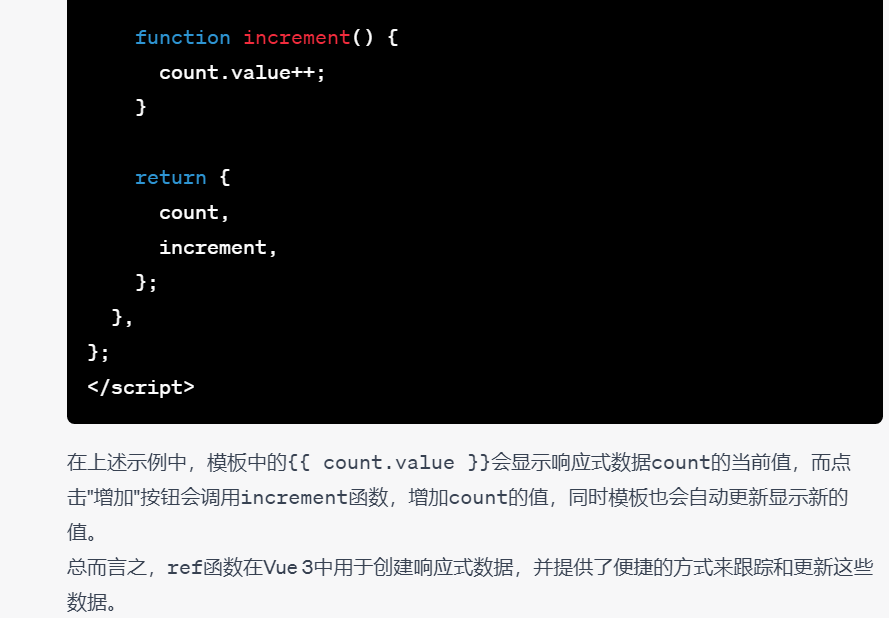 function increment() {
count.value++;
}
return {
count,
increment,
};
},
};
</script>
在上述示例中，模板中的{{ count.value }}会显示响应式数据count的当前值，而点
击"增加"按钮会调用increment函数，增加count的值，同时模板也会自动更新显示新的
值。
总而言之，ref函数在Vue 3中用于创建响应式数据，并提供了便捷的方式来跟踪和更新这些
数据。